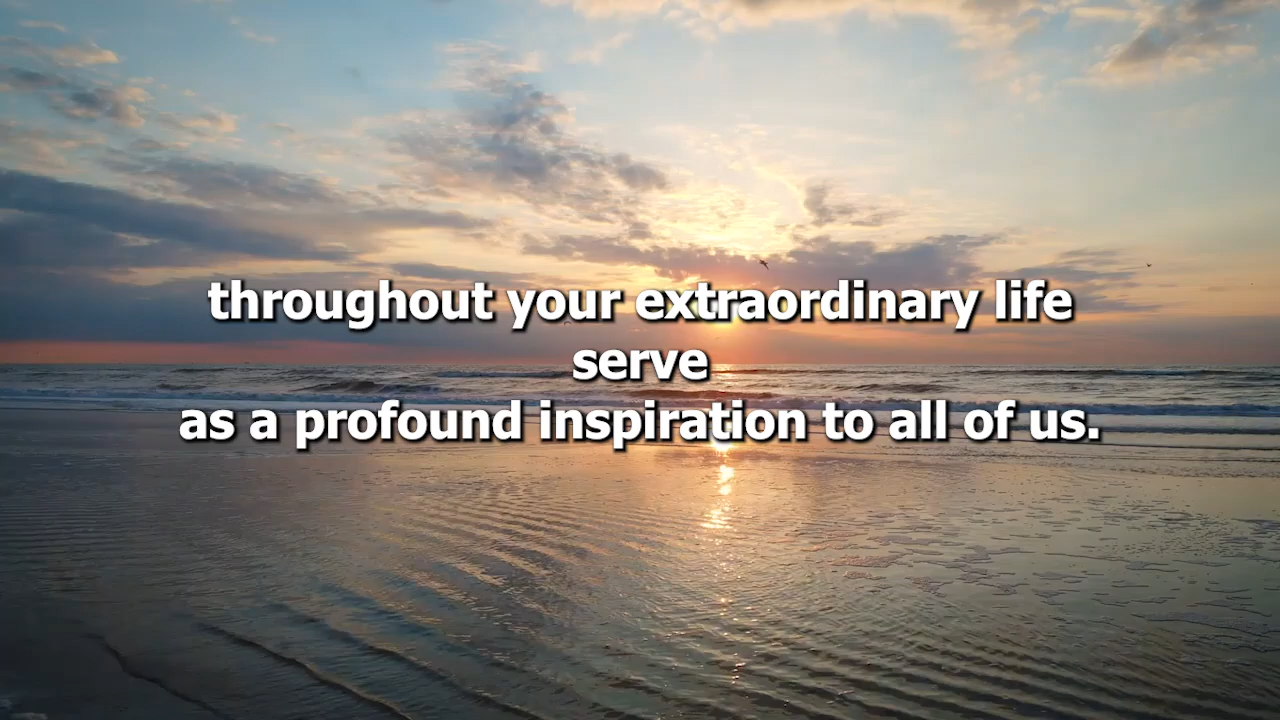 throughout your extraordinary life
serve
as a profound inspiration to all of us.